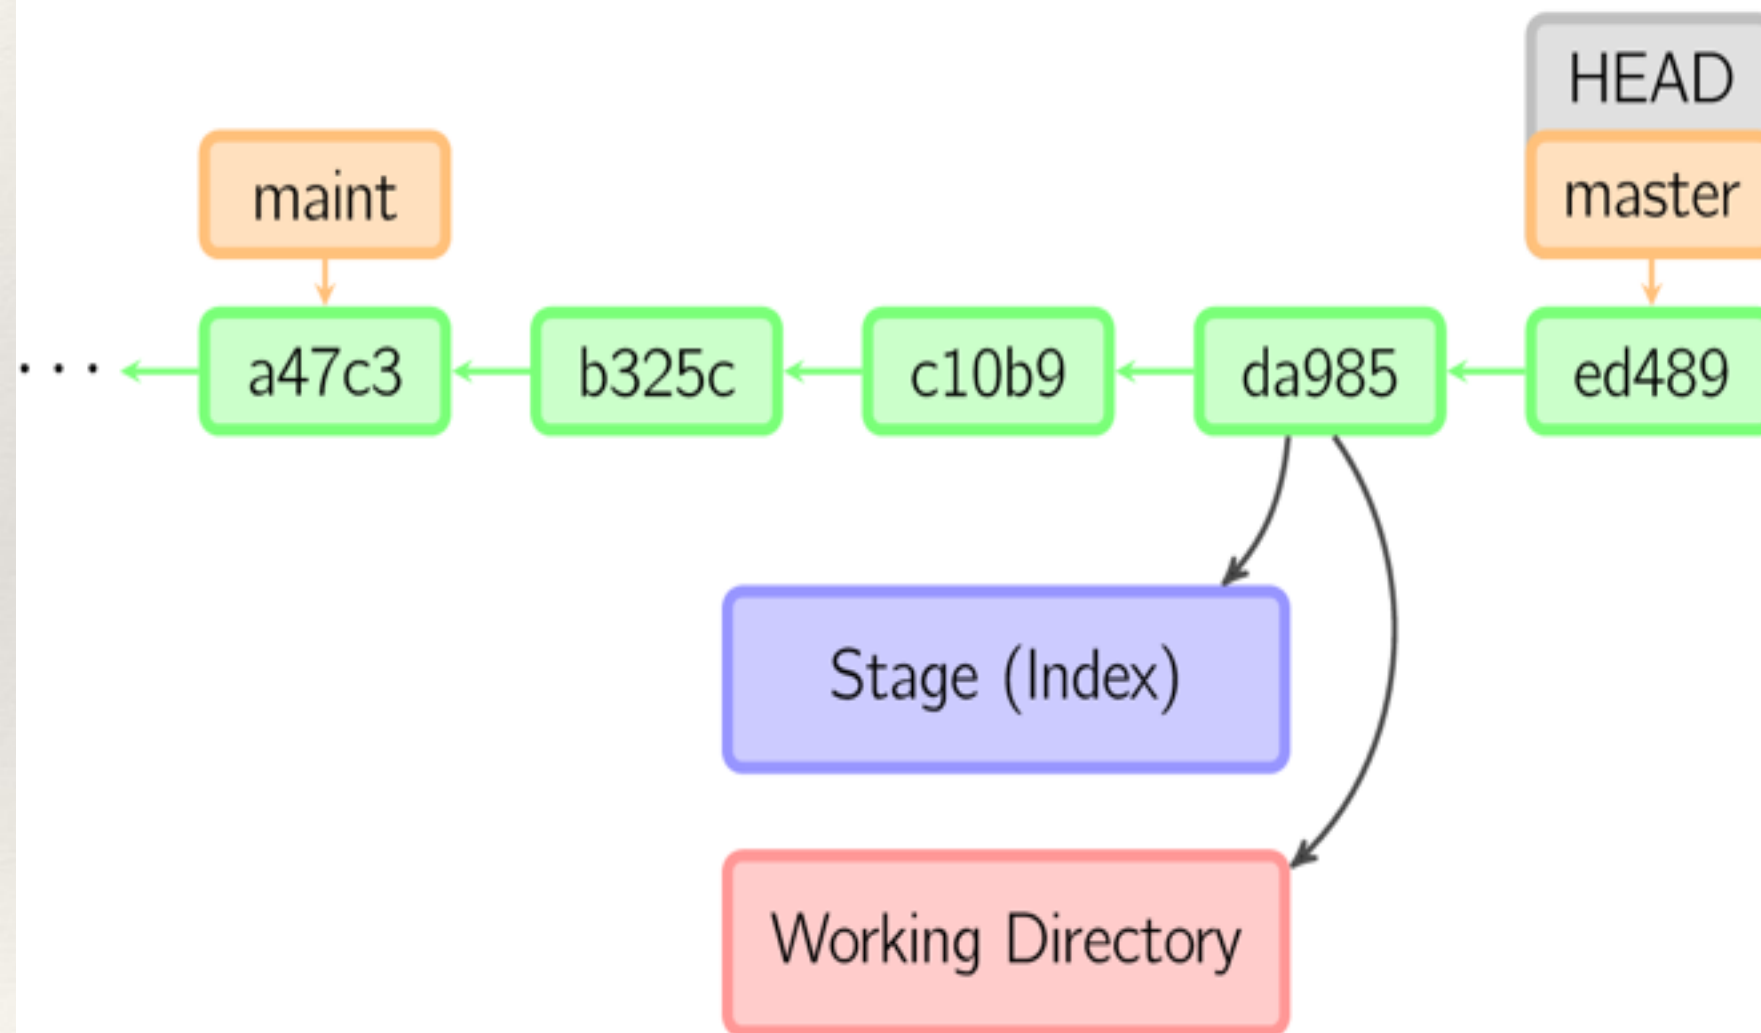 HEAD
maint
master
... 
a47c3
b325c
c10b9
da985
ed489
Stage (Index)
Working Directory